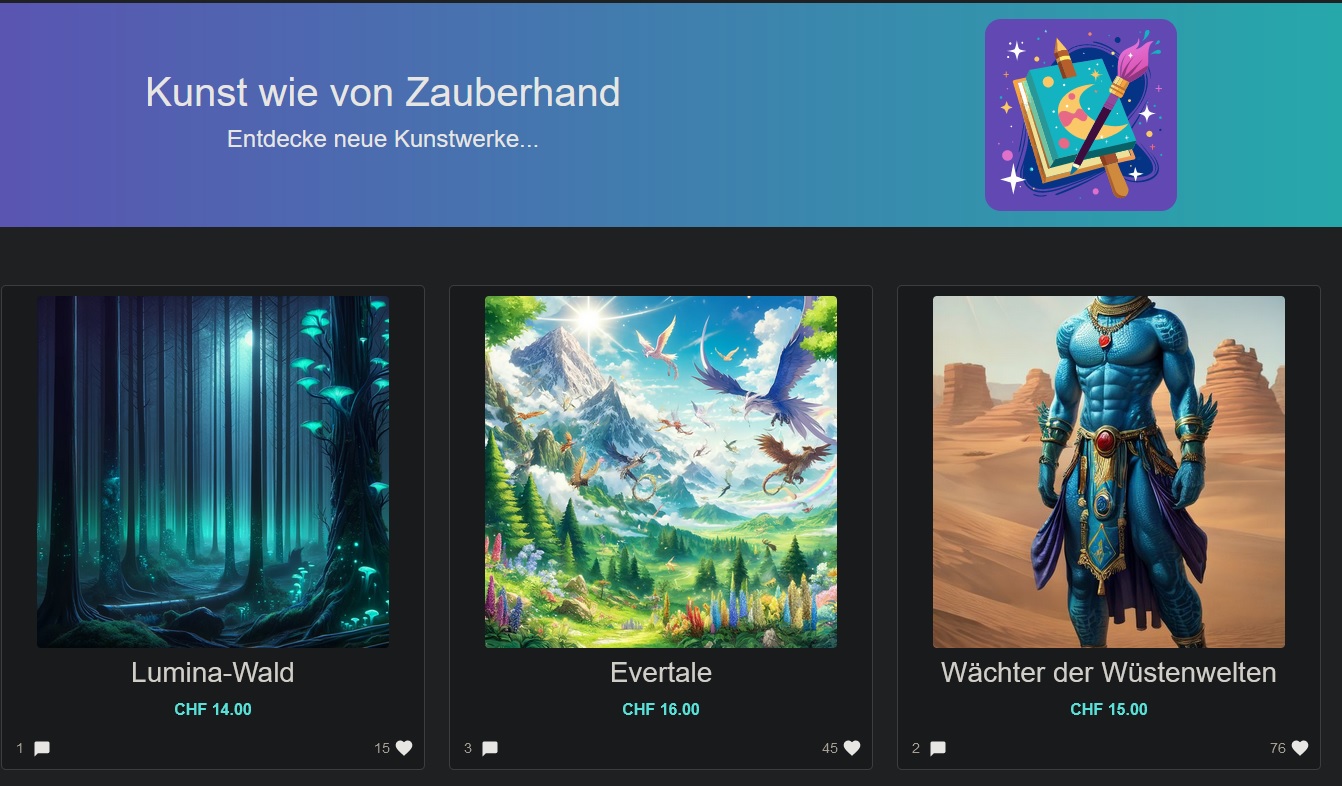 Kunst wie von Zauberhand
Entdecke neue Kunstwerke...
Lumina-Wald
CHF 14.00
1
15
Evertale
CHF 16.00
3
45
Wächter der Wüstenwelten
CHF 15.00
2
76